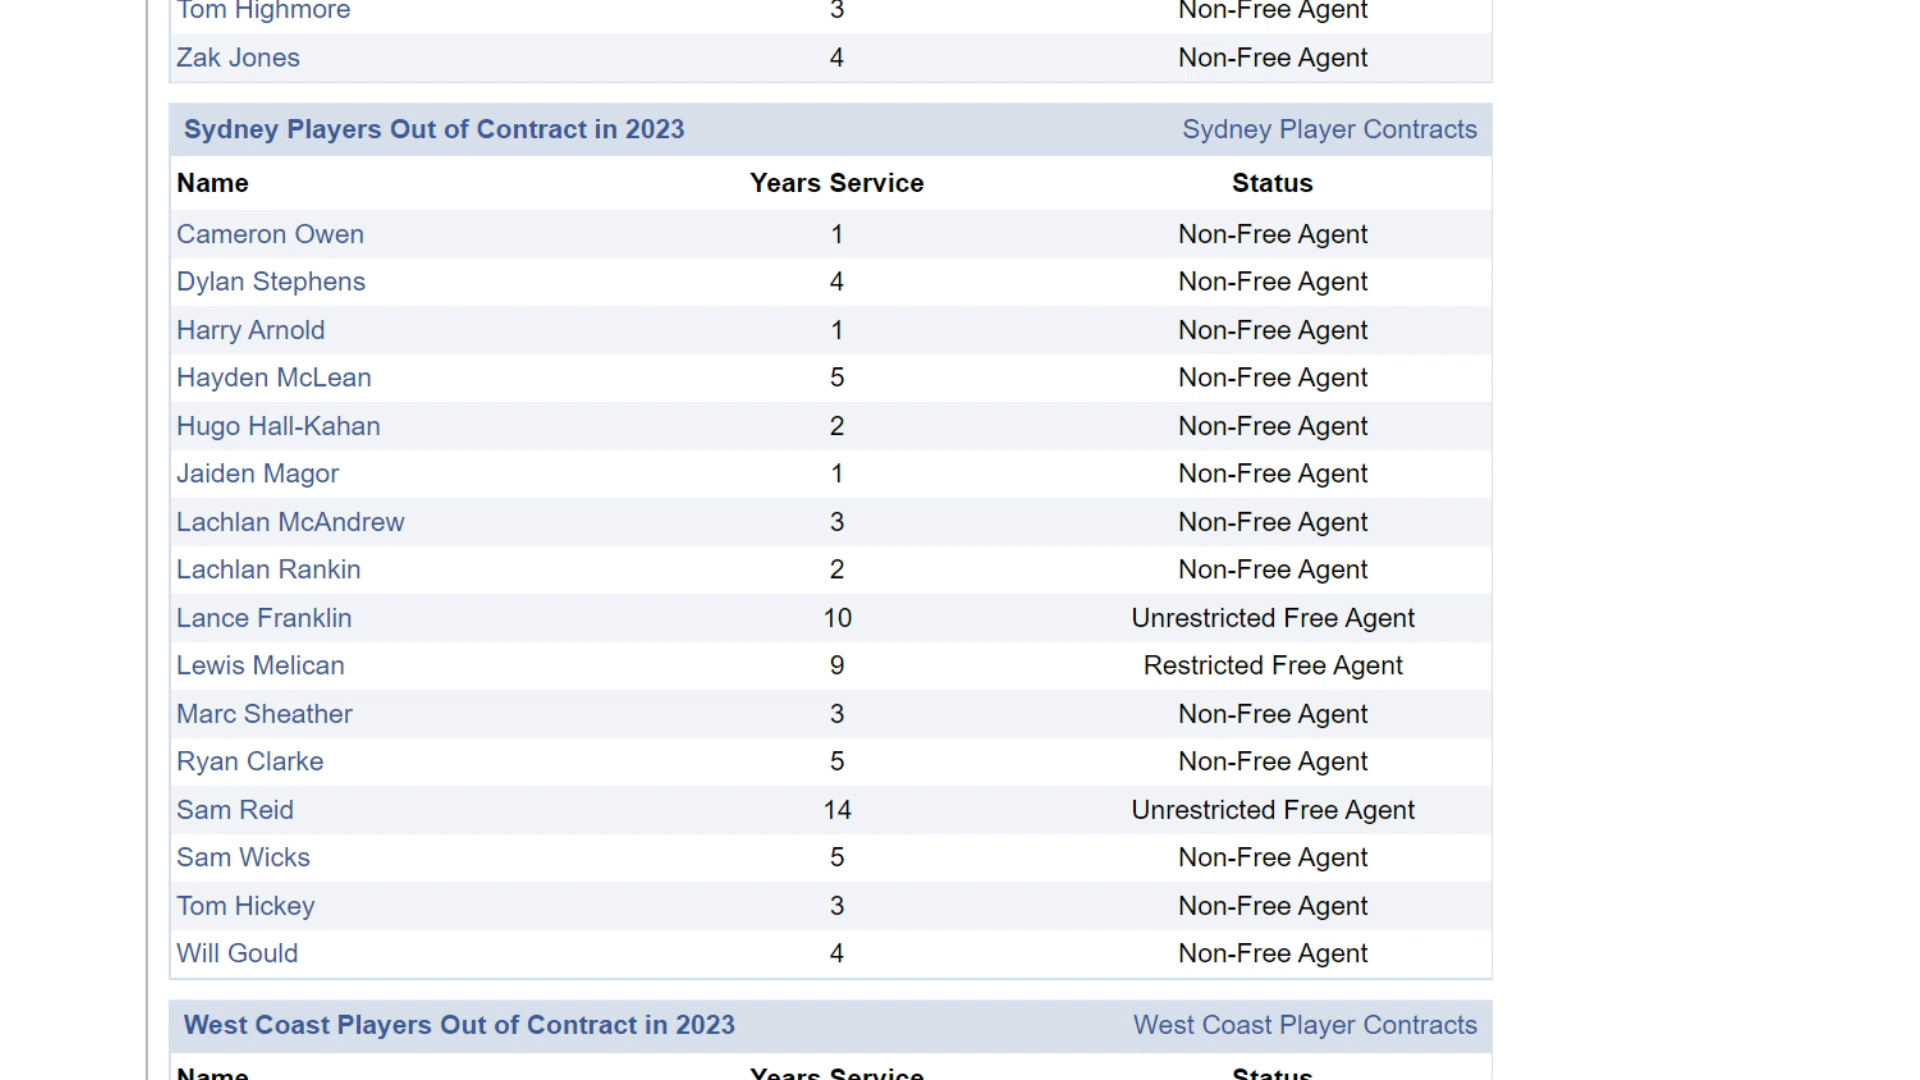 Tom Highmore 3 Non-Free Agent
Zak Jones 4 Non-Free Agent
Sydney Players Out of Contract in 2023 Sydney Player Contracts
Name Years Service Status
Cameron Owen 1 Non-Free Agent
Dylan Stephens 4 Non-Free Agent
Harry Arnold 1 Non-Free Agent
Hayden McLean 5 Non-Free Agent
Hugo Hall-Kahan 2 Non-Free Agent
Jaiden Magor 1 Non-Free Agent
Lachlan McAndrew 3 Non-Free Agent
Lachlan Rankin 2 Non-Free Agent
Lance Franklin 10 Unrestricted Free Agent
Lewis Melican 9 Restricted Free Agent
Marc Sheather 3 Non-Free Agent
Ryan Clarke 5 Non-Free Agent
Sam Reid 14 Unrestricted Free Agent
Sam Wicks 5 Non-Free Agent
Tom Hickey 3 Non-Free Agent
Will Gould 4 Non-Free Agent
West Coast Players Out of Contract in 2023 West Coast Player Contracts
Name Years Service Status